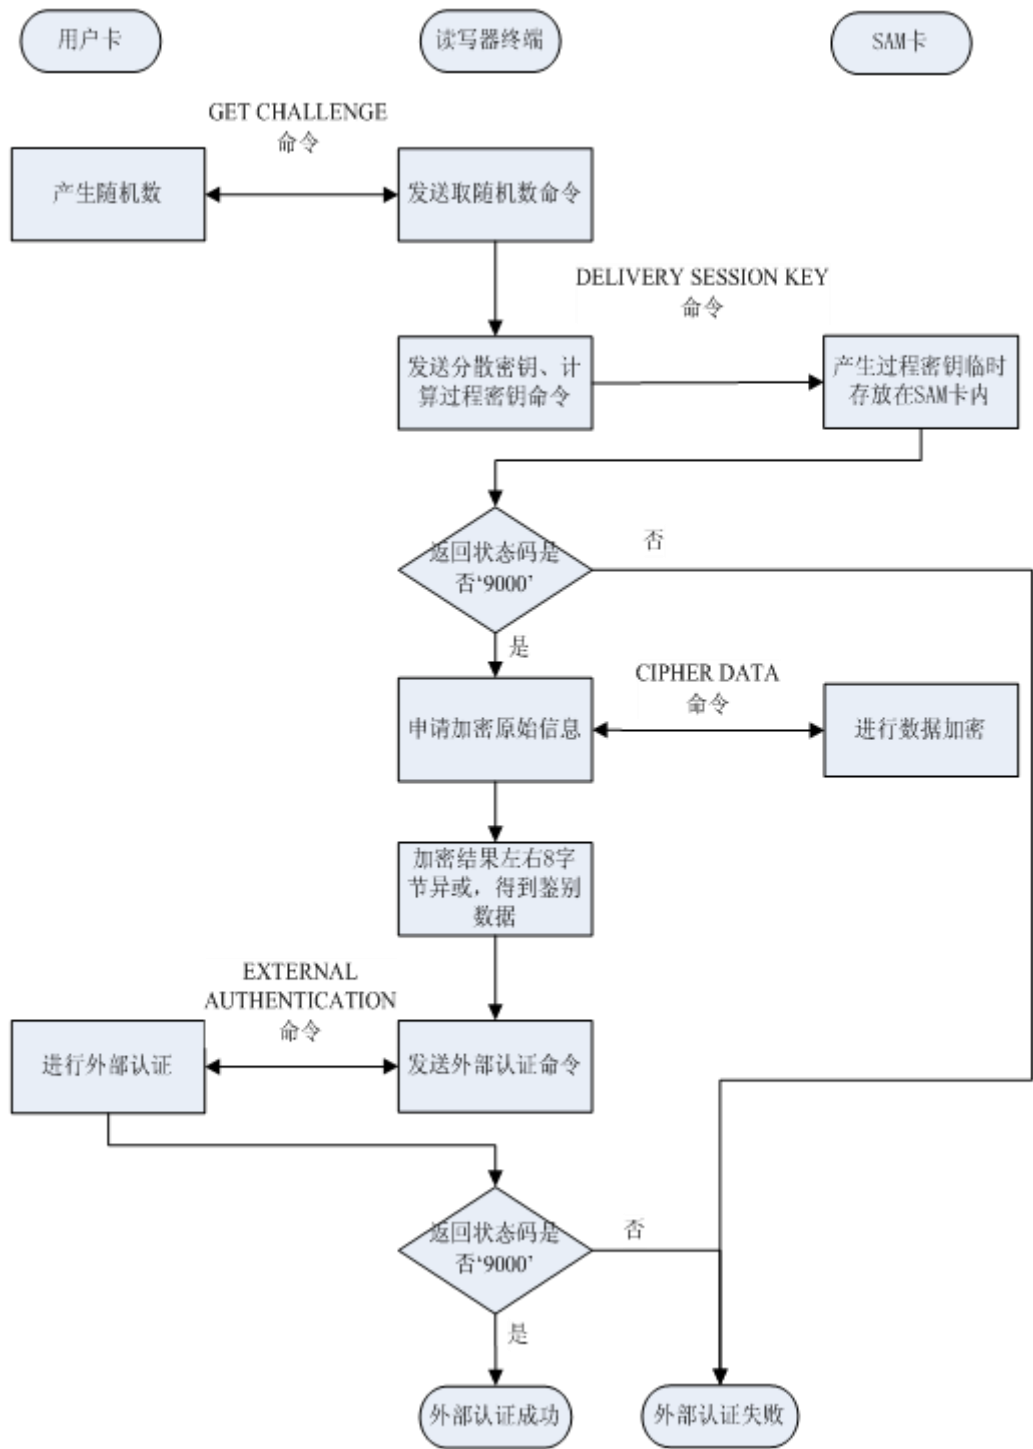 用户卡
读写器终端
SAM卡
GET CHALLENGE
命令
产生随机数
发送取随机数命令
DELIVERY SESSION KEY
命令
发送分散密钥、计
算过程密钥命令
产生过程密钥临时
存放在SAM卡内
返回状态码是
否‘9000’
否
是
CIPHER DATA
命令
申请加密原始信息
进行数据加密
加密结果左右8字
节异或，得到鉴别
数据
EXTERNAL
AUTHENTICATION
命令
进行外部认证
发送外部认证命令
返回状态码是
否‘9000’
否
是
外部认证成功
外部认证失败